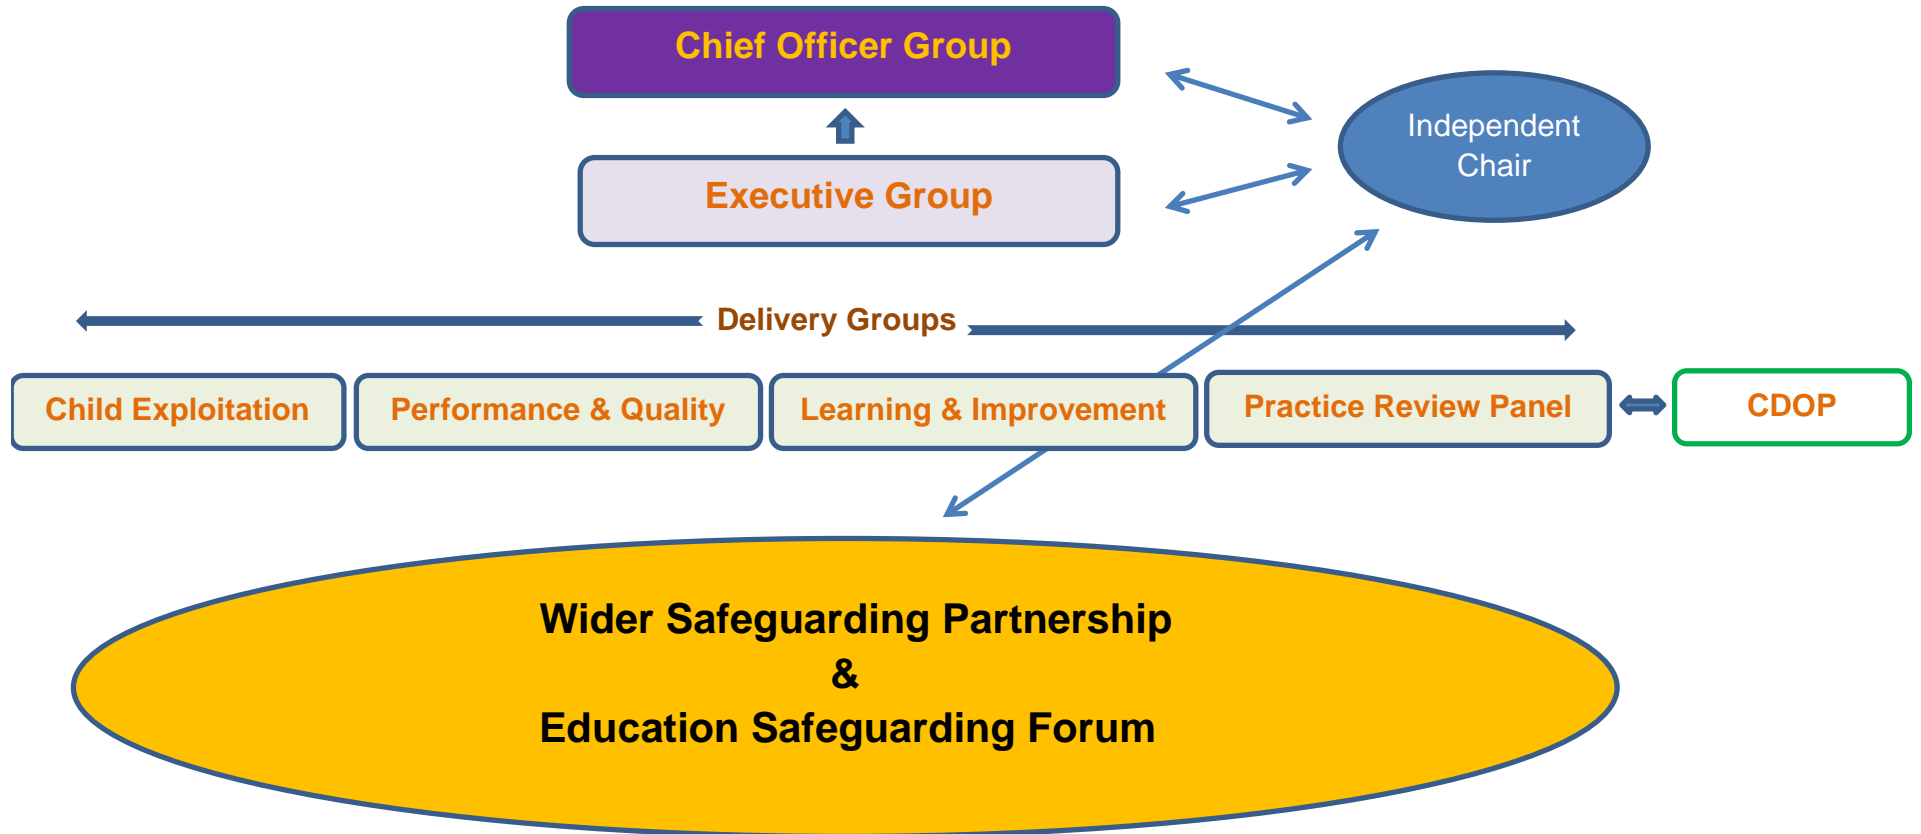 Chief Officer Group
Independent
Chair
Executive Group
Delivery Groups
Child Exploitation
Performance & Quality
Learning & Improvement
Practice Review Panel
CDOP
Wider Safeguarding Partnership
&
Education Safeguarding Forum